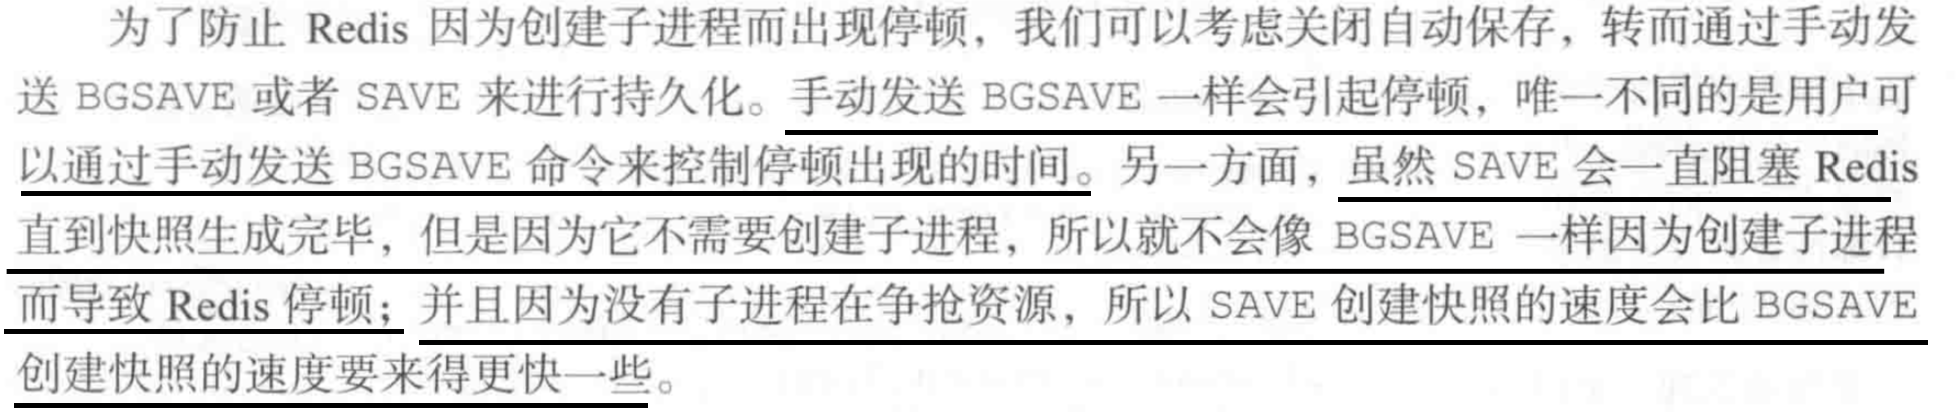 为了防止 Redis 因为创建子进程而出现停顿，我们可以考虑关闭自动保存，转而通过手动发
送 BGSAVE 或者 SAVE 来进行持久化。手动发送 BGSAVE 一样会引起停顿，唯一不同的是用户可
以通过手动发送 BGSAVE 命令来控制停顿出现的时间。另一方面，虽然 SAVE 会一直阻塞 Redis
直到快照生成完毕，但是因为它不需要创建子进程，所以就不会像 BGSAVE 一样因为创建子进程
而导致 Redis 停顿；并且因为没有子进程在争抢资源，所以 SAVE 创建快照的速度会比 BGSAVE
创建快照的速度要来得更快一些。